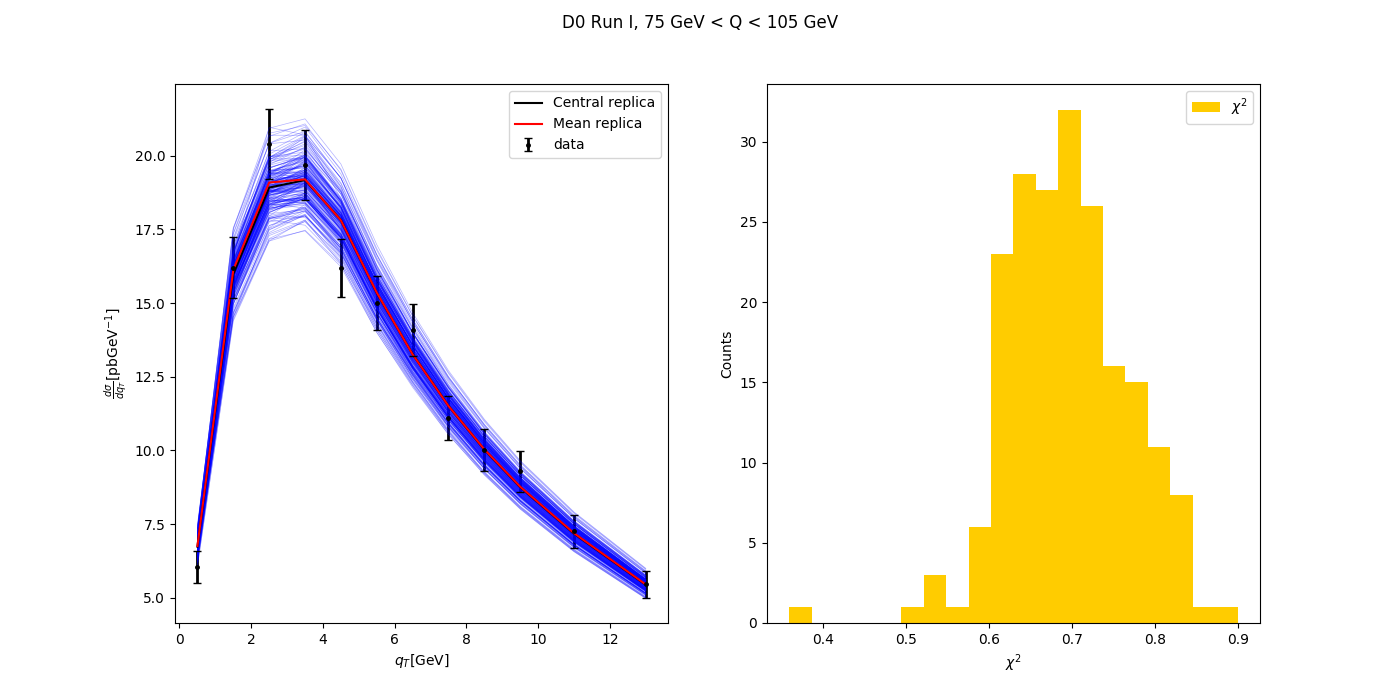 D0 Run I, 75 GeV < Q < 105 GeV
Central replica
Mean replica
data
20.0
17.5
15.0
12.5
10.0
7.5
5.0
dσ/dq_T [pbGeV⁻¹]
0 2 4 6 8 10 12
q_T[GeV]
χ²
30
25
20
15
10
5
0
Counts
0.4 0.5 0.6 0.7 0.8 0.9
χ²